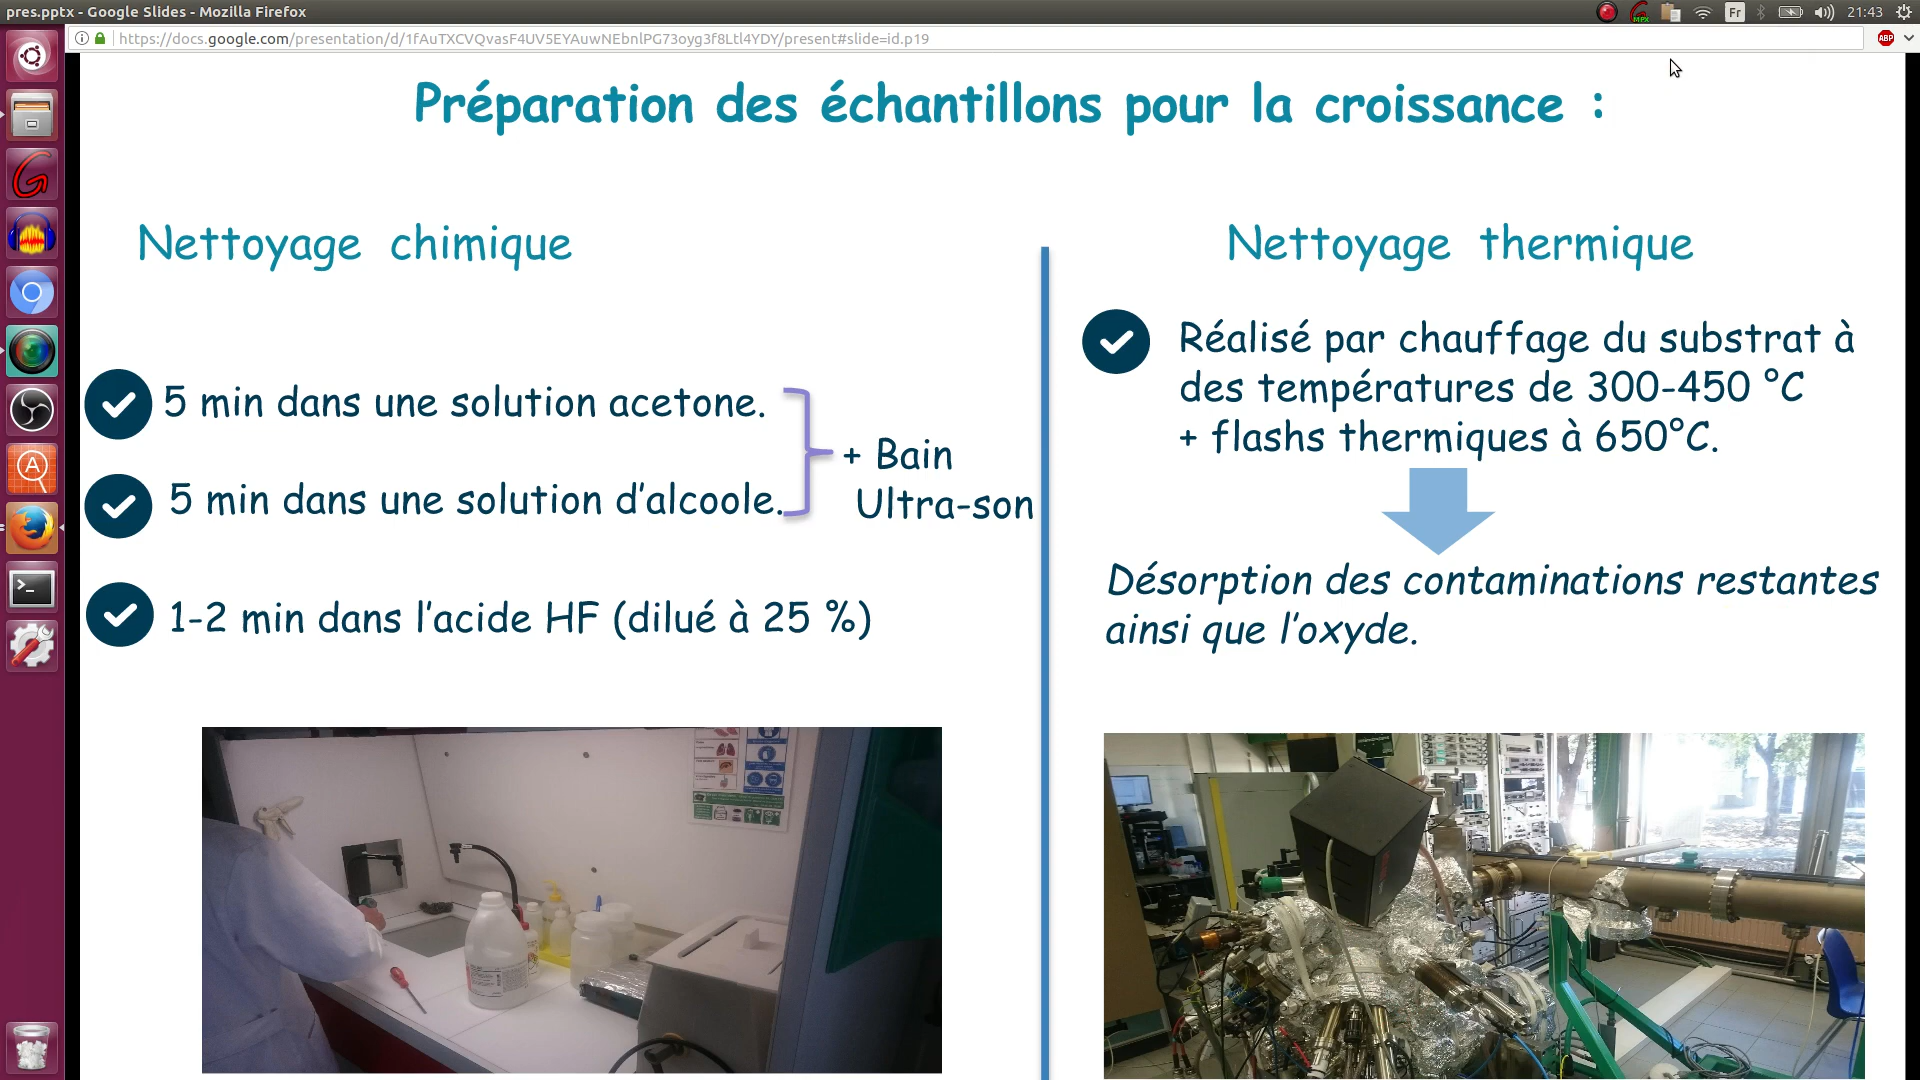 pres.pptx - Google Slides - Mozilla Firefox
Fr
21:43
https://docs.google.com/presentation/d/1fAuTXCVQvasF4UV5EYAuwNEbnlPG73oyg3f8Ltl4YDY/present#slide=id.p19
ABP
Préparation des échantillons pour la croissance :
Nettoyage chimique
5 min dans une solution acetone.
5 min dans une solution d’alcoole.
+ Bain
Ultra-son
1-2 min dans l’acide HF (dilué à 25 %)
Nettoyage thermique
Réalisé par chauffage du substrat à
des températures de 300-450 °C
+ flashs thermiques à 650°C.
Désorption des contaminations restantes
ainsi que l’oxyde.